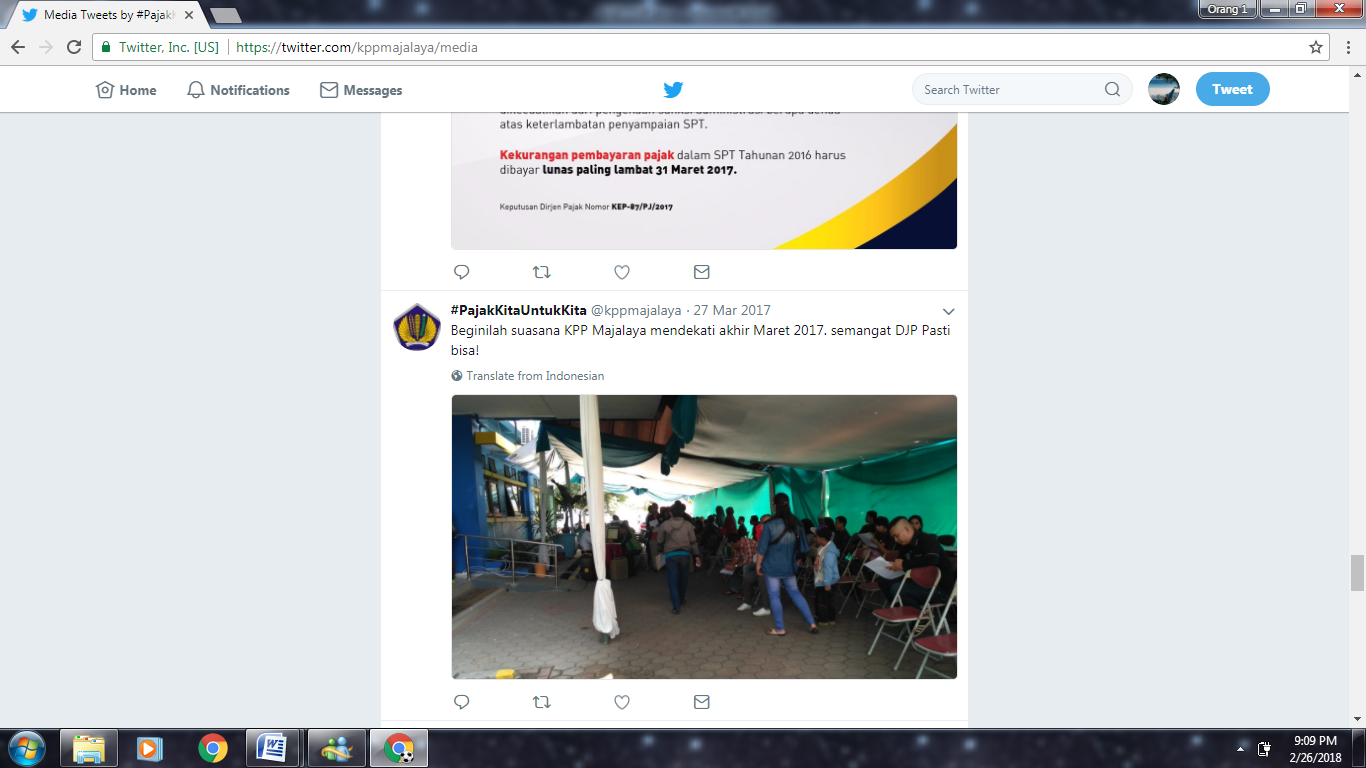 Media Tweets by #Pajak
Orang 1
Twitter, Inc. [US]
https://twitter.com/kppmajalaya/media
Home
Notifications
Messages
Search Twitter
Tweet
atas keterlambatan penyampaian SPT.
Kekurangan pembayaran pajak dalam SPT Tahunan 2016 harus
dibayar lunas paling lambat 31 Maret 2017.
Keputusan Dirjen Pajak Nomor KEP-87/PJ/2017
#PajakKitaUntukKita @kppmajalaya · 27 Mar 2017
Beginilah suasana KPP Majalaya mendekati akhir Maret 2017. semangat DJP Pasti
bisa!
Translate from Indonesian
9:09 PM
2/26/2018